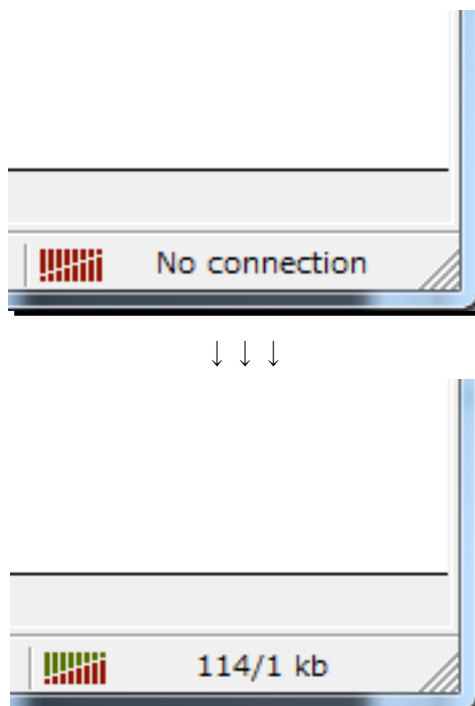 No connection
↓ ↓ ↓
114/1 kb